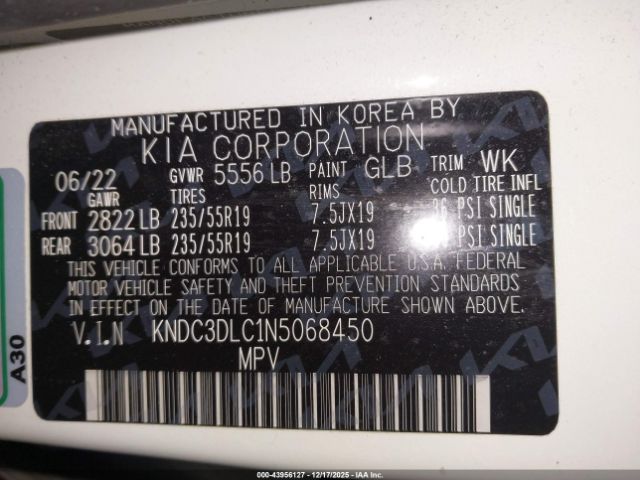 MANUFACTURED IN KOREA BY
KIA CORPORATION
06/22 GVWR 5556 LB PAINT GLB TRIM WK
GAWR TIRES RIMS COLD TIRE INFL
FRONT 2822 LB 235/55R19 7.5JX19 36 PSI SINGLE
REAR 3064 LB 235/55R19 7.5JX19 PSI SINGLE
THIS VEHICLE CONFORMS TO ALL APPLICABLE U.S.A. FEDERAL
MOTOR VEHICLE SAFETY AND THEFT PREVENTION STANDARDS
IN EFFECT ON THE DATE OF MANUFACTURE SHOWN ABOVE.
V.I.N KNDC3DLC1N5068450
MPV
A30
000-43956127 - 12/17/2025 - IAA Inc.